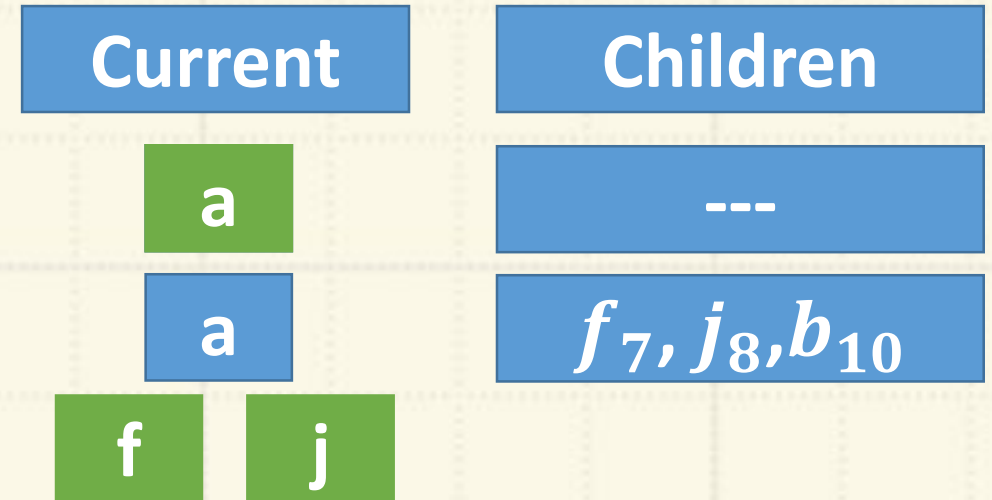 Current Children
a ---
a f₇, j₈,b₁₀
f j